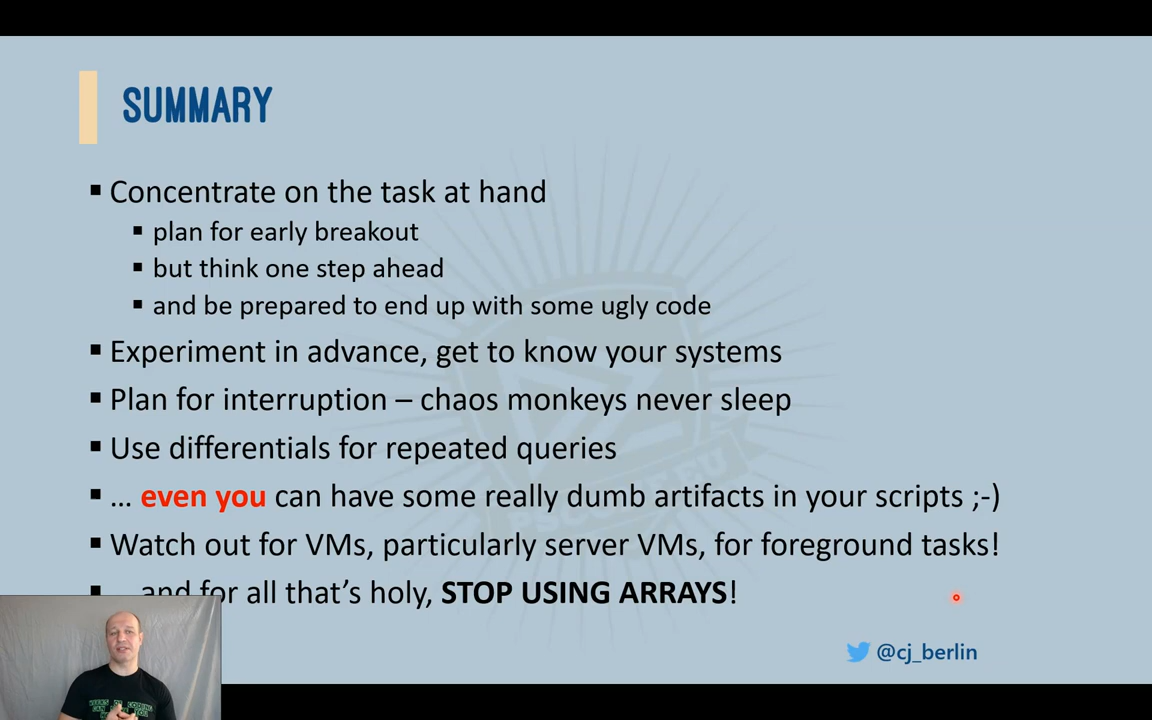 SUMMARY
▪ Concentrate on the task at hand
▪ plan for early breakout
▪ but think one step ahead
▪ and be prepared to end up with some ugly code
▪ Experiment in advance, get to know your systems
▪ Plan for interruption – chaos monkeys never sleep
▪ Use differentials for repeated queries
▪ … even you can have some really dumb artifacts in your scripts ;-)
▪ Watch out for VMs, particularly server VMs, for foreground tasks!
▪ … and for all that’s holy, STOP USING ARRAYS!
@cj_berlin